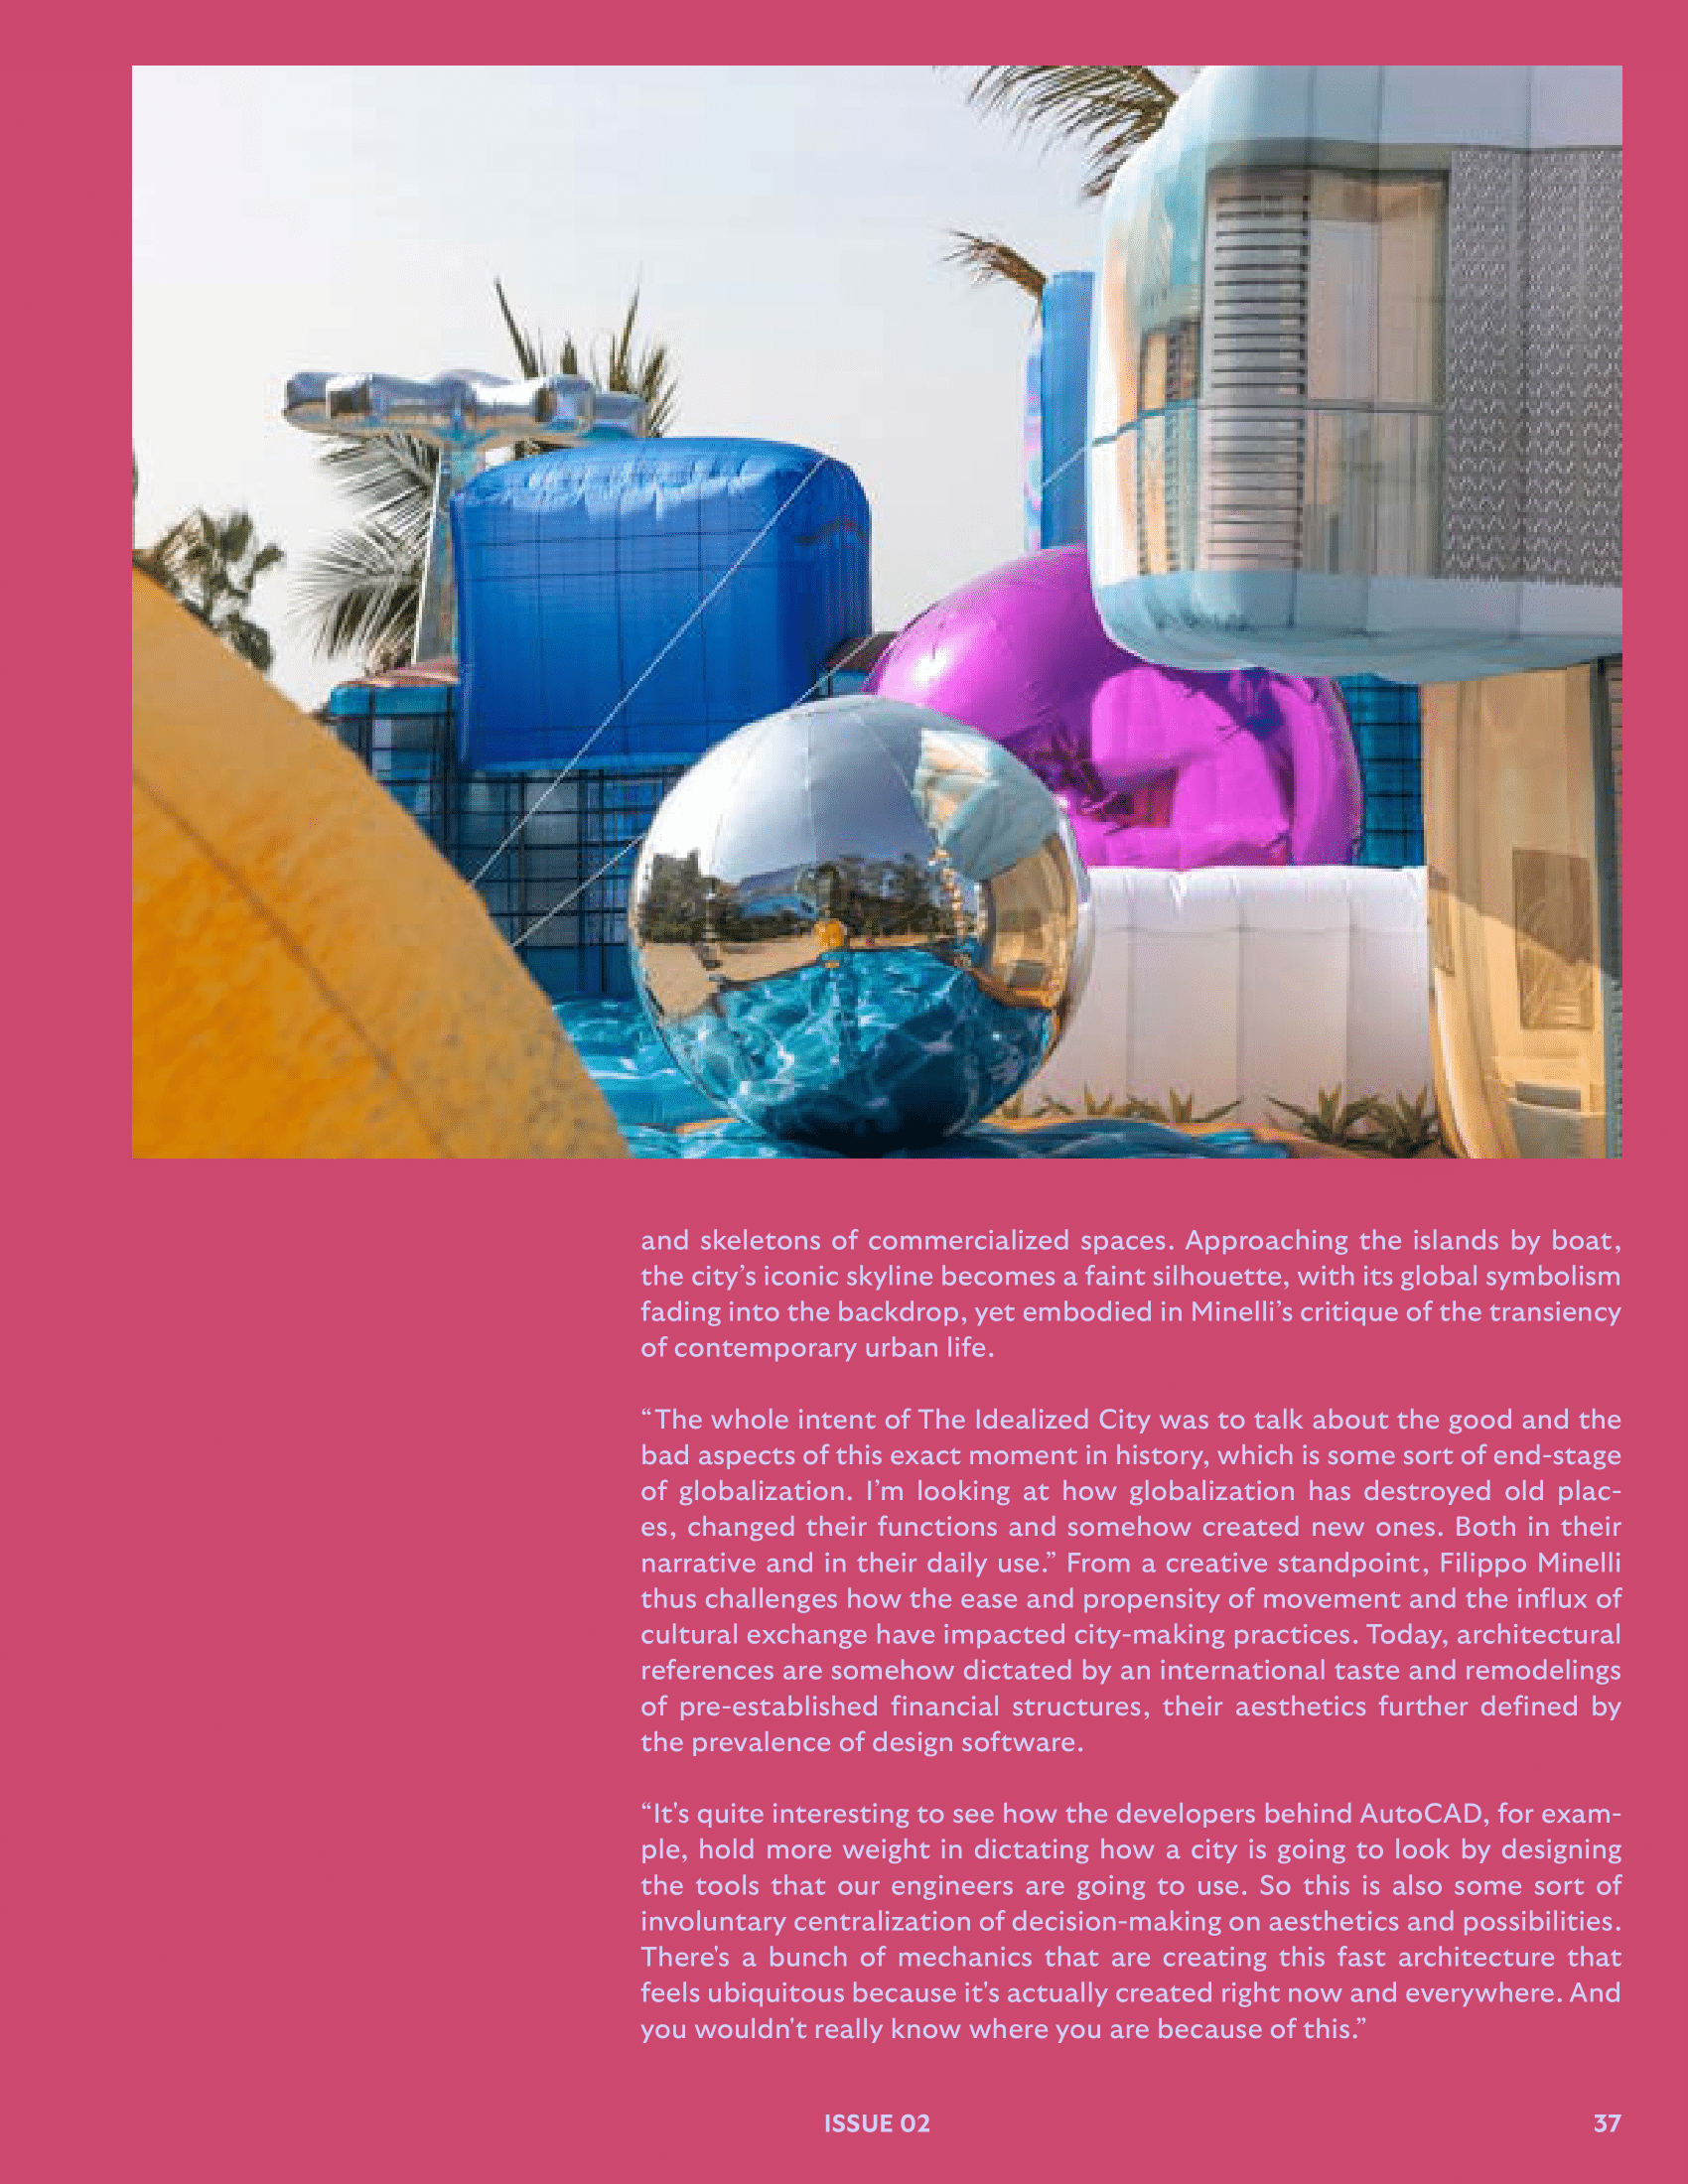 and skeletons of commercialized spaces. Approaching the islands by boat,
the city’s iconic skyline becomes a faint silhouette, with its global symbolism
fading into the backdrop, yet embodied in Minelli’s critique of the transiency
of contemporary urban life.
“The whole intent of The Idealized City was to talk about the good and the
bad aspects of this exact moment in history, which is some sort of end-stage
of globalization. I’m looking at how globalization has destroyed old plac-
es, changed their functions and somehow created new ones. Both in their
narrative and in their daily use.” From a creative standpoint, Filippo Minelli
thus challenges how the ease and propensity of movement and the influx of
cultural exchange have impacted city-making practices. Today, architectural
references are somehow dictated by an international taste and remodelings
of pre-established financial structures, their aesthetics further defined by
the prevalence of design software.
“It's quite interesting to see how the developers behind AutoCAD, for exam-
ple, hold more weight in dictating how a city is going to look by designing
the tools that our engineers are going to use. So this is also some sort of
involuntary centralization of decision-making on aesthetics and possibilities.
There's a bunch of mechanics that are creating this fast architecture that
feels ubiquitous because it's actually created right now and everywhere. And
you wouldn't really know where you are because of this.”
ISSUE 02
37